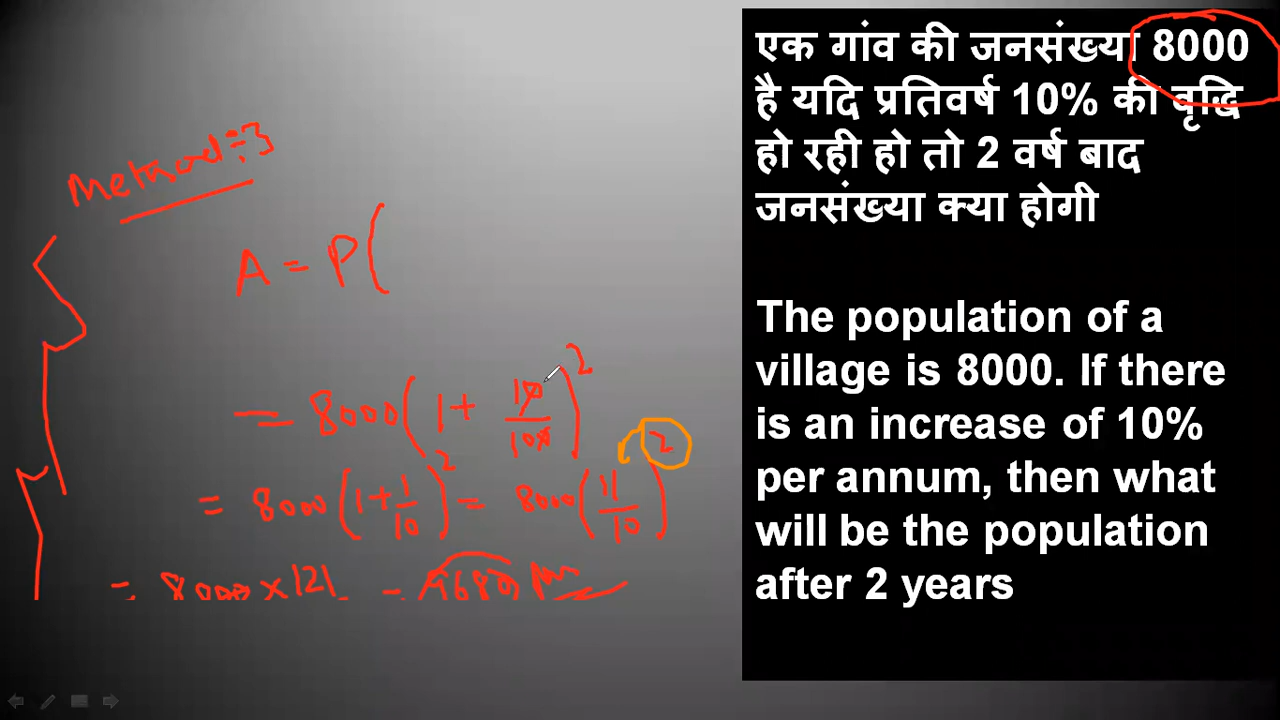 Method ÷ 3
A = P(
= 8000(1 + 10/100)²
= 8000(1 + 1/10)² = 8000(11/10)²
= 8000 × 121 = 9680
एक गांव की जनसंख्या 8000
है यदि प्रतिवर्ष 10% की वृद्धि
हो रही हो तो 2 वर्ष बाद
जनसंख्या क्या होगी
The population of a
village is 8000. If there
is an increase of 10%
per annum, then what
will be the population
after 2 years